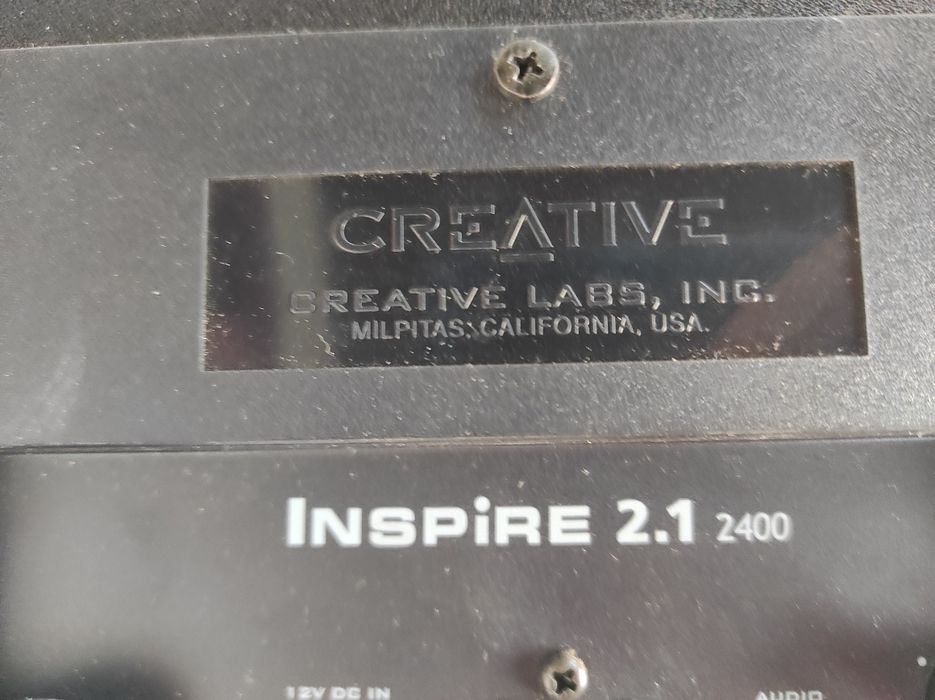 CREATIVE
CREATIVE LABS, INC.
MILPITAS, CALIFORNIA, USA.
INSPiRE 2.1 2400
12V DC IN
AUDIO